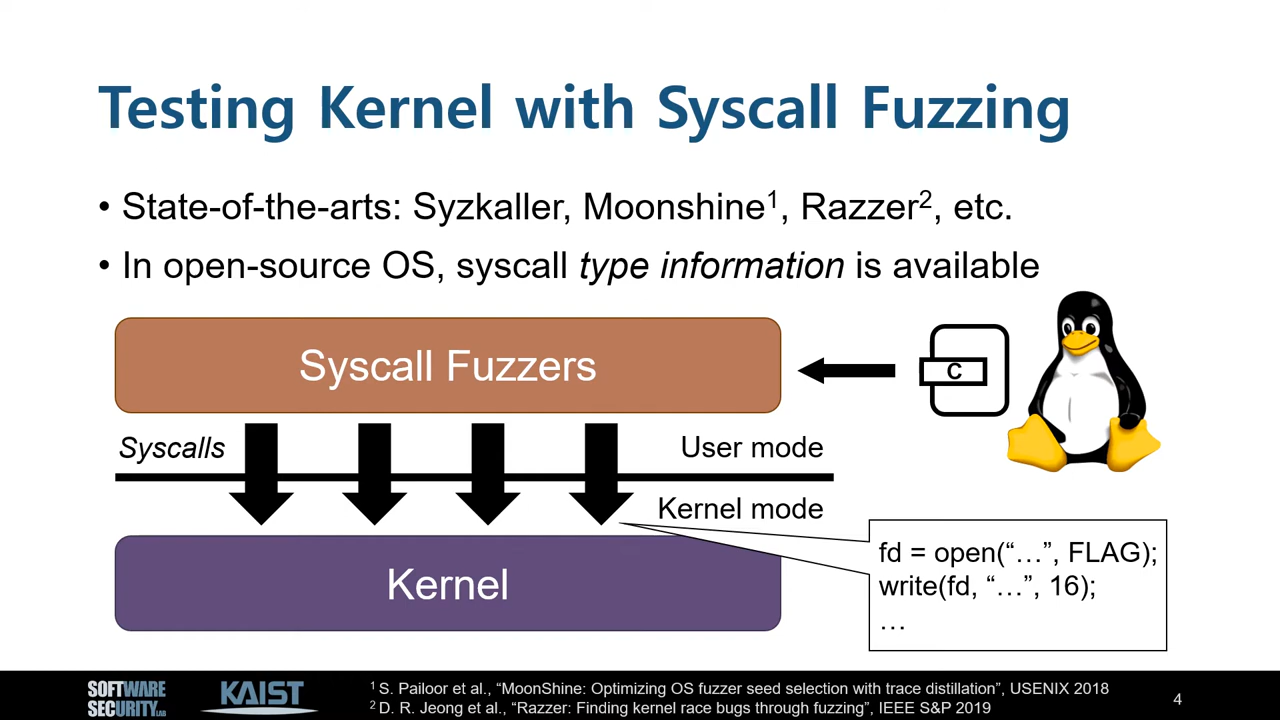 Testing Kernel with Syscall Fuzzing
• State-of-the-arts: Syzkaller, Moonshine¹, Razzer², etc.
• In open-source OS, syscall type information is available
Syscall Fuzzers
C
Syscalls
User mode
Kernel mode
Kernel
fd = open(“…”, FLAG);
write(fd, “…”, 16);
…
SOFTWARE
SECURITY LAB
KAIST
¹ S. Pailoor et al., “MoonShine: Optimizing OS fuzzer seed selection with trace distillation”, USENIX 2018
² D. R. Jeong et al., “Razzer: Finding kernel race bugs through fuzzing”, IEEE S&P 2019
4